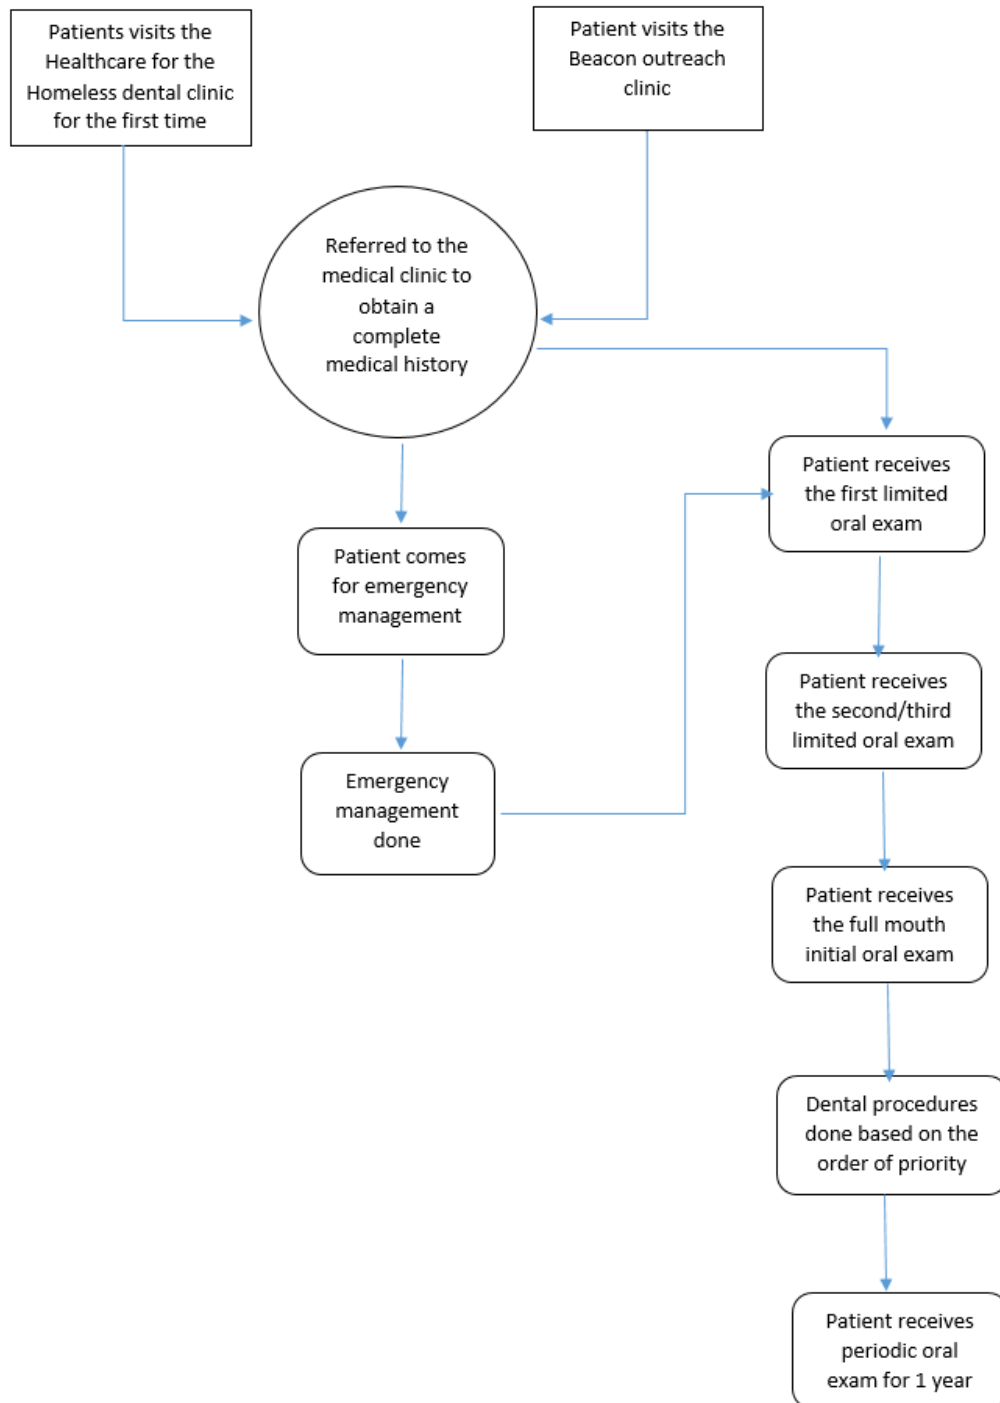 Patients visits the
Healthcare for the
Homeless dental clinic
for the first time
Patient visits the
Beacon outreach
clinic
Referred to the
medical clinic to
obtain a
complete
medical history
Patient comes
for emergency
management
Emergency
management
done
Patient receives
the first limited
oral exam
Patient receives
the second/third
limited oral exam
Patient receives
the full mouth
initial oral exam
Dental procedures
done based on the
order of priority
Patient receives
periodic oral
exam for 1 year